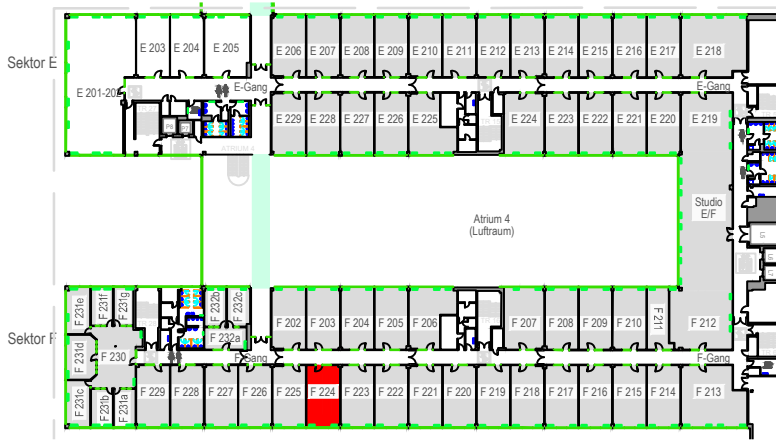 E 203 E 204 E 205 E 206 E 207 E 208 E 209 E 210 E 211 E 212 E 213 E 214 E 215 E 216 E 217 E 218
Sektor E
E 201-202 E-Gang E-Gang
E 229 E 228 E 227 E 226 E 225 E 224 E 223 E 222 E 221 E 220 E 219
ATRIUM 4
Studio
E/F
Atrium 4
(Luftraum)
F 231e F 231f F 231g F 232b F 232c
F 202 F 203 F 204 F 205 F 206 F 207 F 208 F 209 F 210 F 211 F 212
Sektor F
F 232a
F 231d F 230 F-Gang F-Gang
F 231c F 231b F 231a F 229 F 228 F 227 F 226 F 225 F 224 F 223 F 222 F 221 F 220 F 219 F 218 F 217 F 216 F 215 F 214 F 213